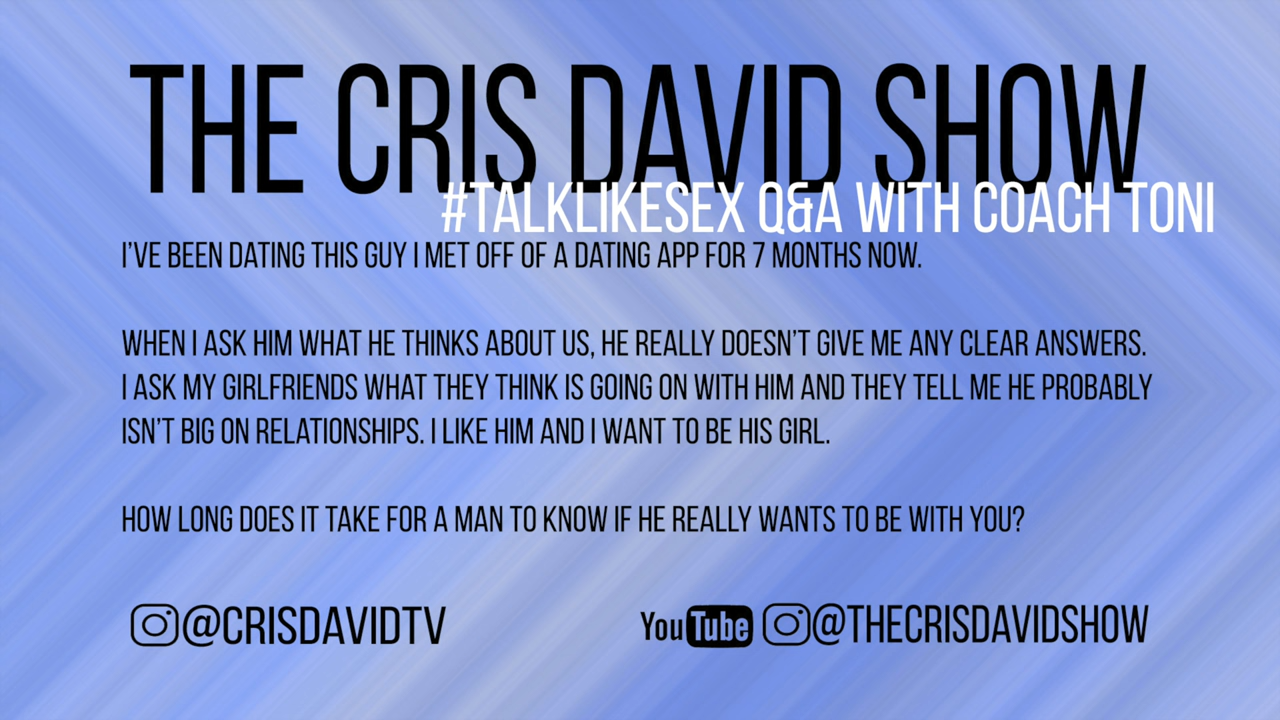 THE CRIS DAVID SHOW
#TALKLIKESEX Q&A WITH COACH TONI
I'VE BEEN DATING THIS GUY I MET OFF OF A DATING APP FOR 7 MONTHS NOW.
WHEN I ASK HIM WHAT HE THINKS ABOUT US, HE REALLY DOESN'T GIVE ME ANY CLEAR ANSWERS.
I ASK MY GIRLFRIENDS WHAT THEY THINK IS GOING ON WITH HIM AND THEY TELL ME HE PROBABLY
ISN'T BIG ON RELATIONSHIPS. I LIKE HIM AND I WANT TO BE HIS GIRL.
HOW LONG DOES IT TAKE FOR A MAN TO KNOW IF HE REALLY WANTS TO BE WITH YOU?
@CRISDAVIDTV
YouTube @THECRISDAVIDSHOW